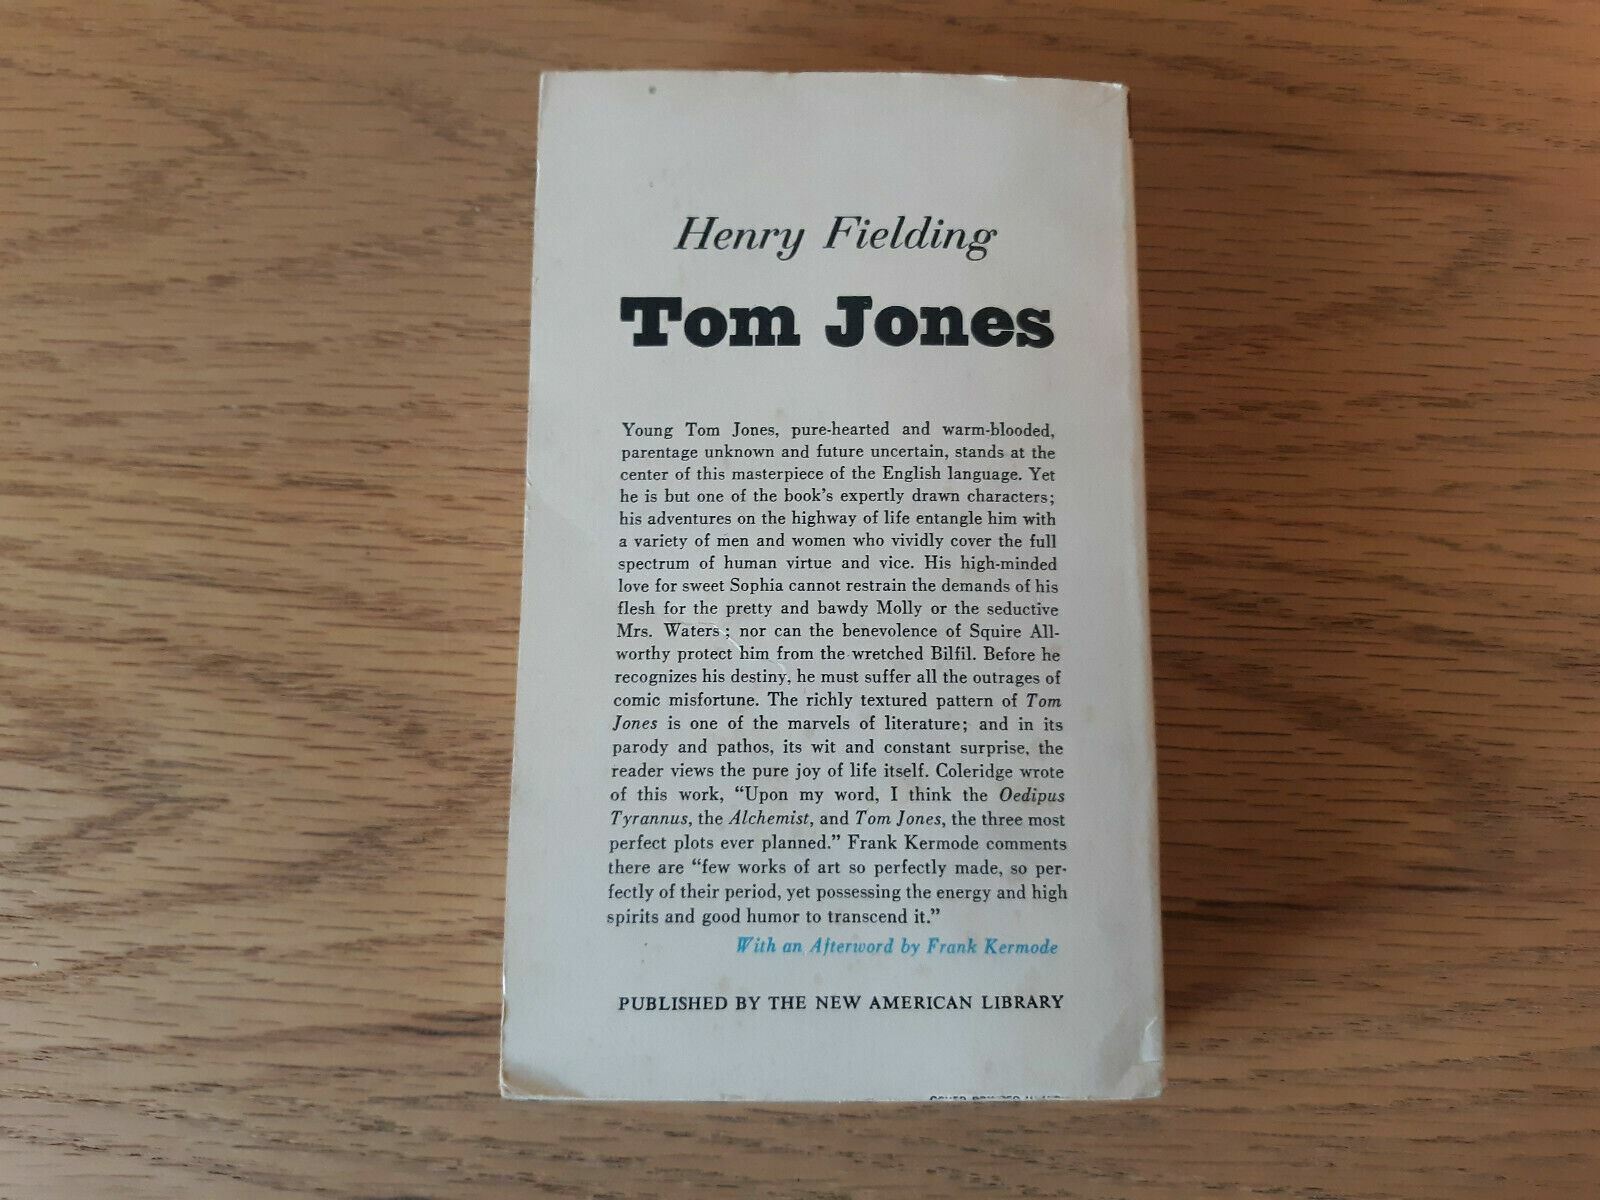 Henry Fielding
Tom Jones
Young Tom Jones, pure-hearted and warm-blooded,
parentage unknown and future uncertain, stands at the
center of this masterpiece of the English language. Yet
he is but one of the book's expertly drawn characters;
his adventures on the highway of life entangle him with
a variety of men and women who vividly cover the full
spectrum of human virtue and vice. His high-minded
love for sweet Sophia cannot restrain the demands of his
flesh for the pretty and bawdy Molly or the seductive
Mrs. Waters; nor can the benevolence of Squire All-
worthy protect him from the wretched Bilfil. Before he
recognizes his destiny, he must suffer all the outrages of
comic misfortune. The richly textured pattern of Tom
Jones is one of the marvels of literature; and in its
parody and pathos, its wit and constant surprise, the
reader views the pure joy of life itself. Coleridge wrote
of this work, “Upon my word, I think the Oedipus
Tyrannus, the Alchemist, and Tom Jones, the three most
perfect plots ever planned.” Frank Kermode comments
there are “few works of art so perfectly made, so per-
fectly of their period, yet possessing the energy and high
spirits and good humor to transcend it.”
With an Afterword by Frank Kermode
PUBLISHED BY THE NEW AMERICAN LIBRARY